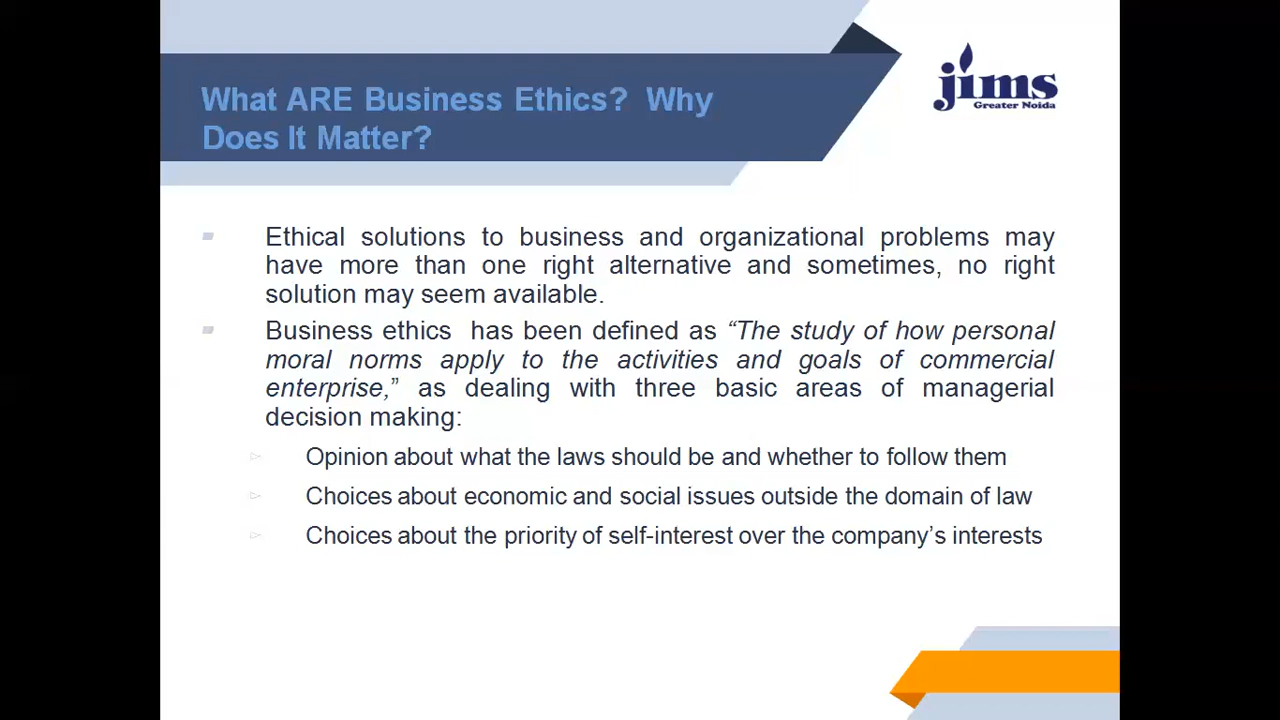 What ARE Business Ethics? Why
Does It Matter?
jims
Greater Noida
Ethical solutions to business and organizational problems may
have more than one right alternative and sometimes, no right
solution may seem available.
Business ethics has been defined as “The study of how personal
moral norms apply to the activities and goals of commercial
enterprise,” as dealing with three basic areas of managerial
decision making:
Opinion about what the laws should be and whether to follow them
Choices about economic and social issues outside the domain of law
Choices about the priority of self-interest over the company’s interests